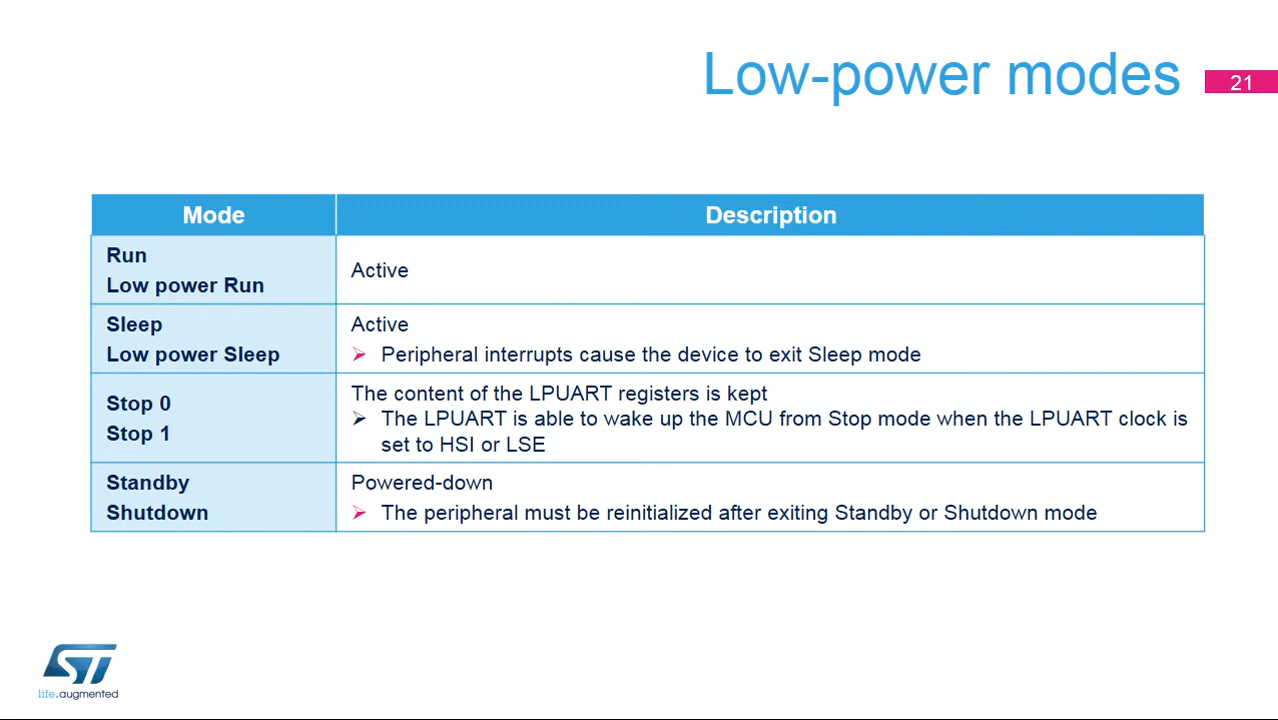 Low-power modes
21
Mode
Description
Run
Low power Run
Active
Sleep
Low power Sleep
Active
Peripheral interrupts cause the device to exit Sleep mode
Stop 0
Stop 1
The content of the LPUART registers is kept
The LPUART is able to wake up the MCU from Stop mode when the LPUART clock is
set to HSI or LSE
Standby
Shutdown
Powered-down
The peripheral must be reinitialized after exiting Standby or Shutdown mode
ST
life.augmented